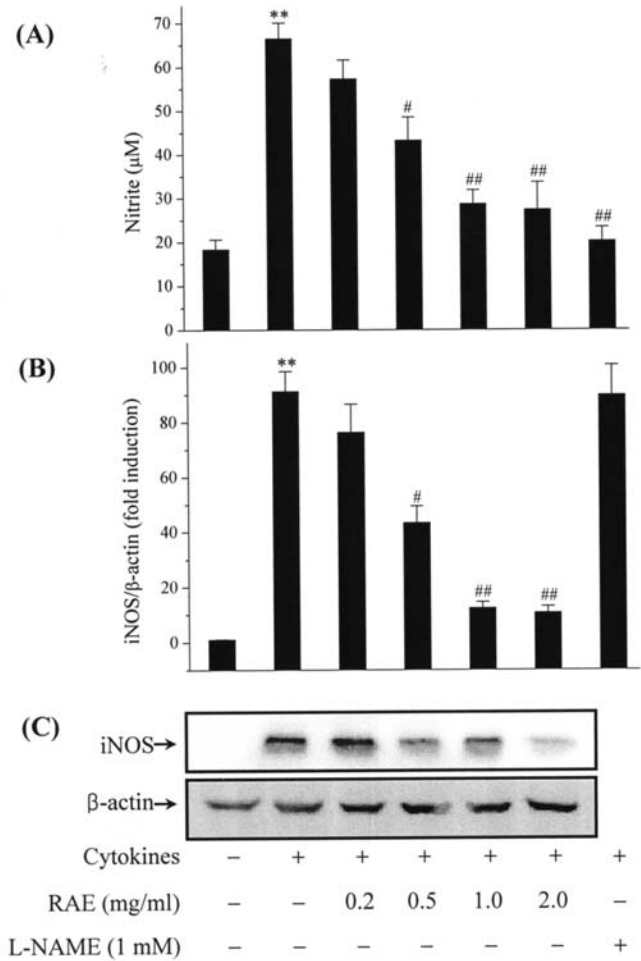 (A)
Nitrite (μM)
70
60
50
40
30
20
10
0
**
#
##
##
##
(B)
iNOS/β-actin (fold induction)
100
80
60
40
20
0
**
#
##
##
(C)
iNOS→
β-actin→
Cytokines – + + + + + +
RAE (mg/ml) – – 0.2 0.5 1.0 2.0 –
L-NAME (1 mM) – – – – – – +